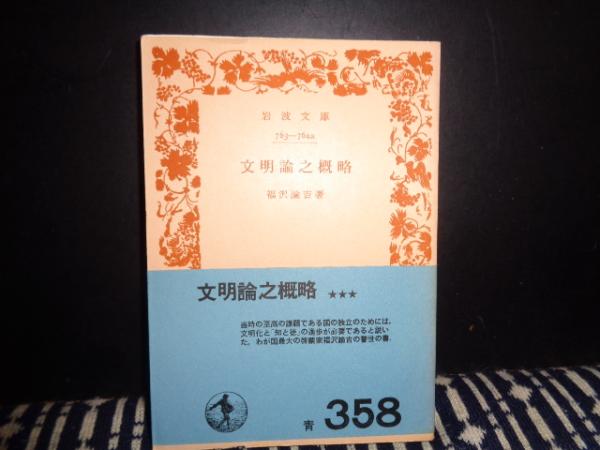 岩波文庫
763—764a
文明論之概略
福沢諭吉著
文明論之概略 ★★★
当時の至高の課題である国の独立のためには,
文明化と「知と徳」の進歩が必要であると説い
た,わが国最大の啓蒙家福沢諭吉の警世の書.
青 358